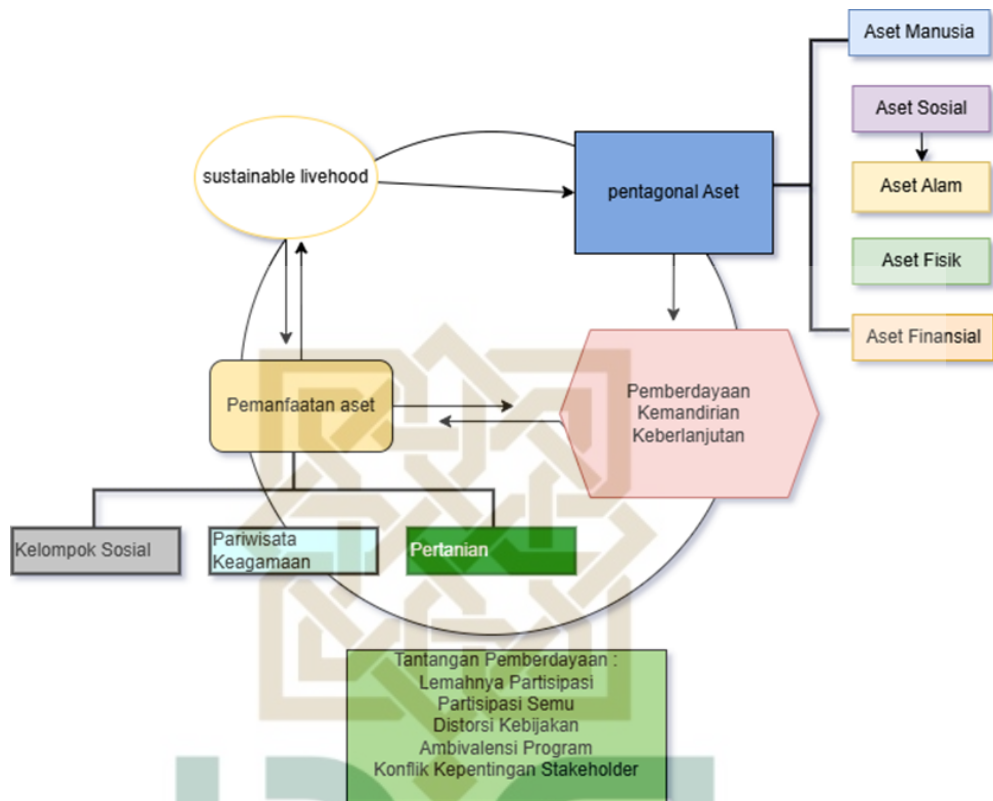 Aset Manusia
Aset Sosial
sustainable livehood
pentagonal Aset
Aset Alam
Aset Fisik
Aset Finansial
Pemanfaatan aset
Pemberdayaan
Kemandirian
Keberlanjutan
Kelompok Sosial
Pariwisata
Keagamaan
Pertanian
Tantangan Pemberdayaan :
Lemahnya Partisipasi
Partisipasi Semu
Distorsi Kebijakan
Ambivalensi Program
Konflik Kepentingan Stakeholder